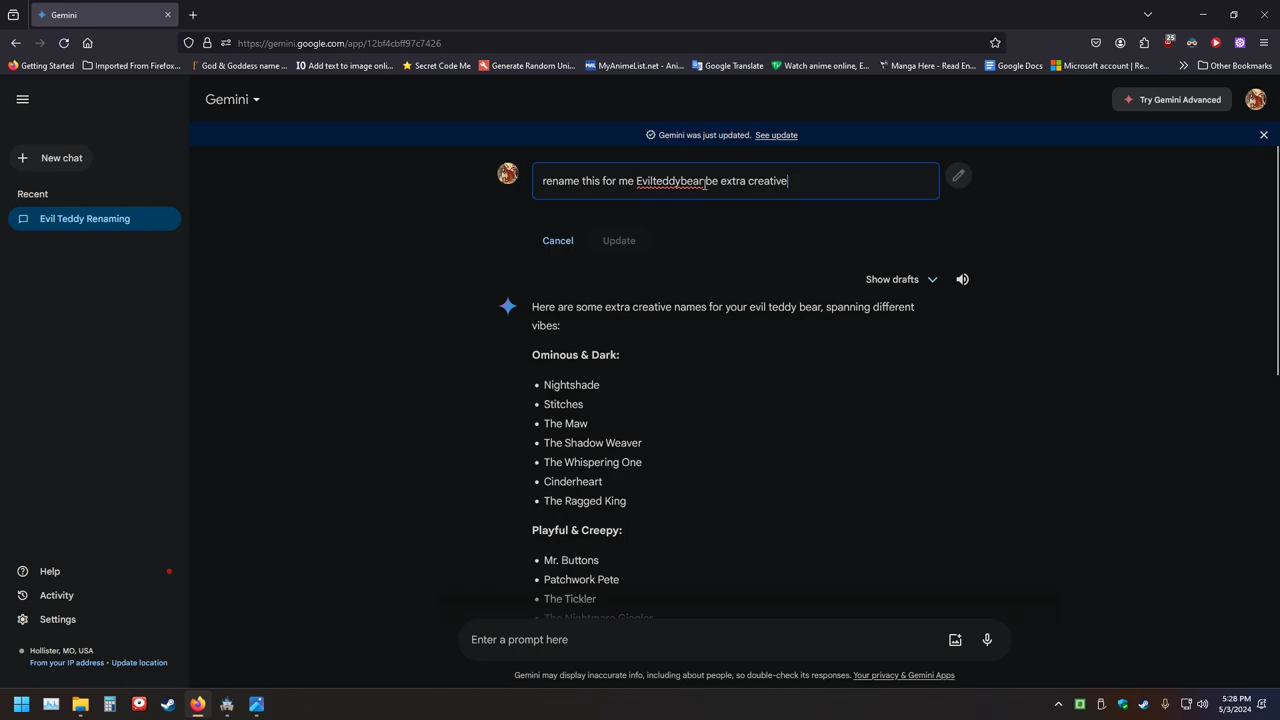 Gemini
https://gemini.google.com/app/12bf4cbff97c7426
Getting Started
Imported From Firefox...
God & Goddess name ...
Add text to image onlin...
Secret Code Me
Generate Random Uni...
MyAnimeList.net - Ani...
Google Translate
Watch anime online, E...
Manga Here - Read En...
Google Docs
Microsoft account | Re...
Other Bookmarks
Gemini
Try Gemini Advanced
Gemini was just updated. See update
New chat
Recent
Evil Teddy Renaming
rename this for me Evilteddybear be extra creative
Cancel
Update
Show drafts
Here are some extra creative names for your evil teddy bear, spanning different
vibes:
Ominous & Dark:
• Nightshade
• Stitches
• The Maw
• The Shadow Weaver
• The Whispering One
• Cinderheart
• The Ragged King
Playful & Creepy:
• Mr. Buttons
• Patchwork Pete
• The Tickler
• The Nightmare Giggler
Help
Activity
Settings
Hollister, MO, USA
From your IP address • Update location
Enter a prompt here
Gemini may display inaccurate info, including about people, so double-check its responses. Your privacy & Gemini Apps
5:28 PM
5/3/2024